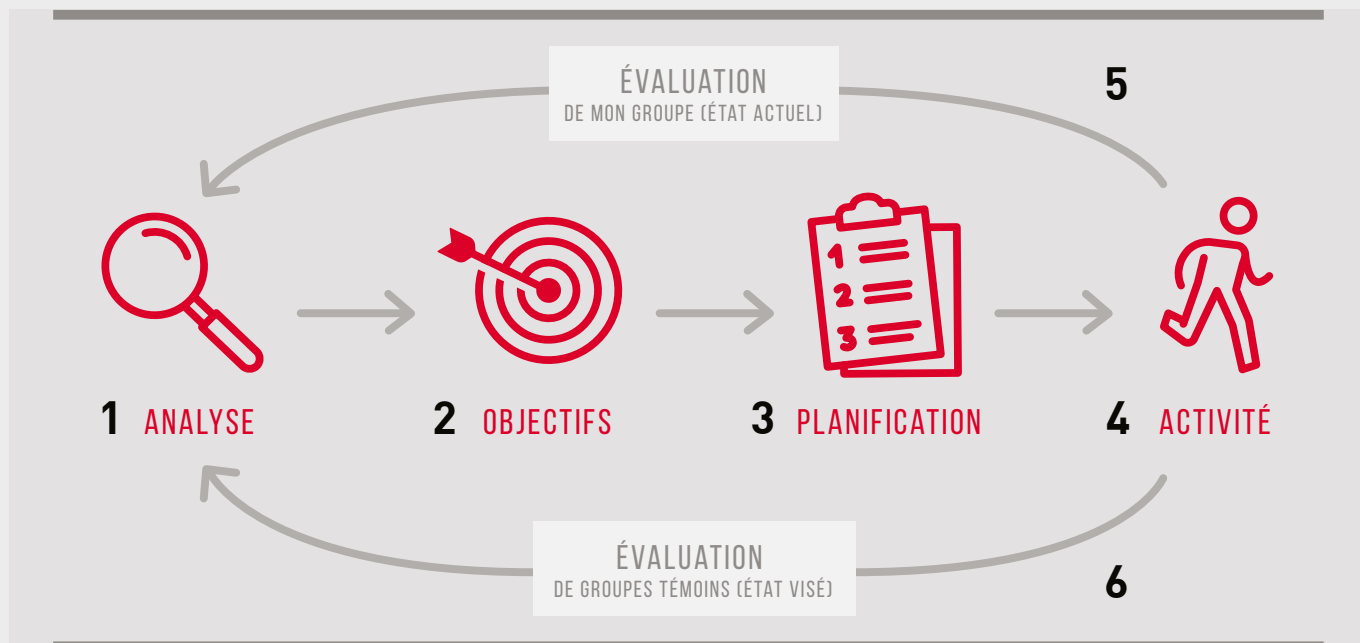 ÉVALUATION
DE MON GROUPE (ÉTAT ACTUEL)
5
1
2
3
1 ANALYSE
2 OBJECTIFS
3 PLANIFICATION
4 ACTIVITÉ
ÉVALUATION
DE GROUPES TÉMOINS (ÉTAT VISÉ)
6